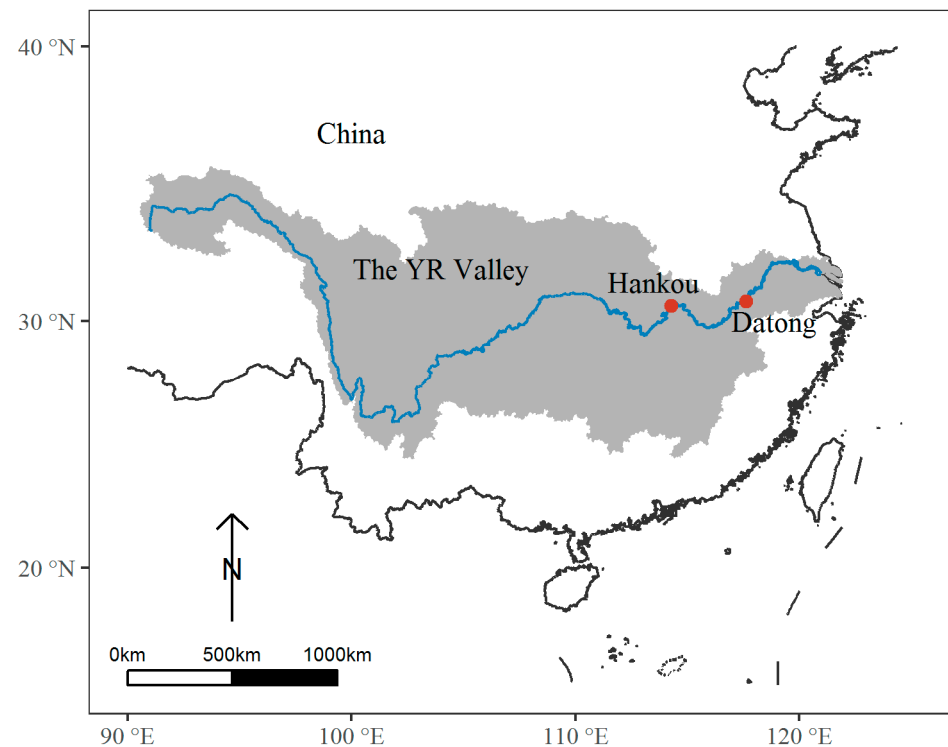 40 °N
China
The YR Valley
Hankou
30 °N
Datong
N
20 °N
0km 500km 1000km
90 °E 100 °E 110 °E 120 °E